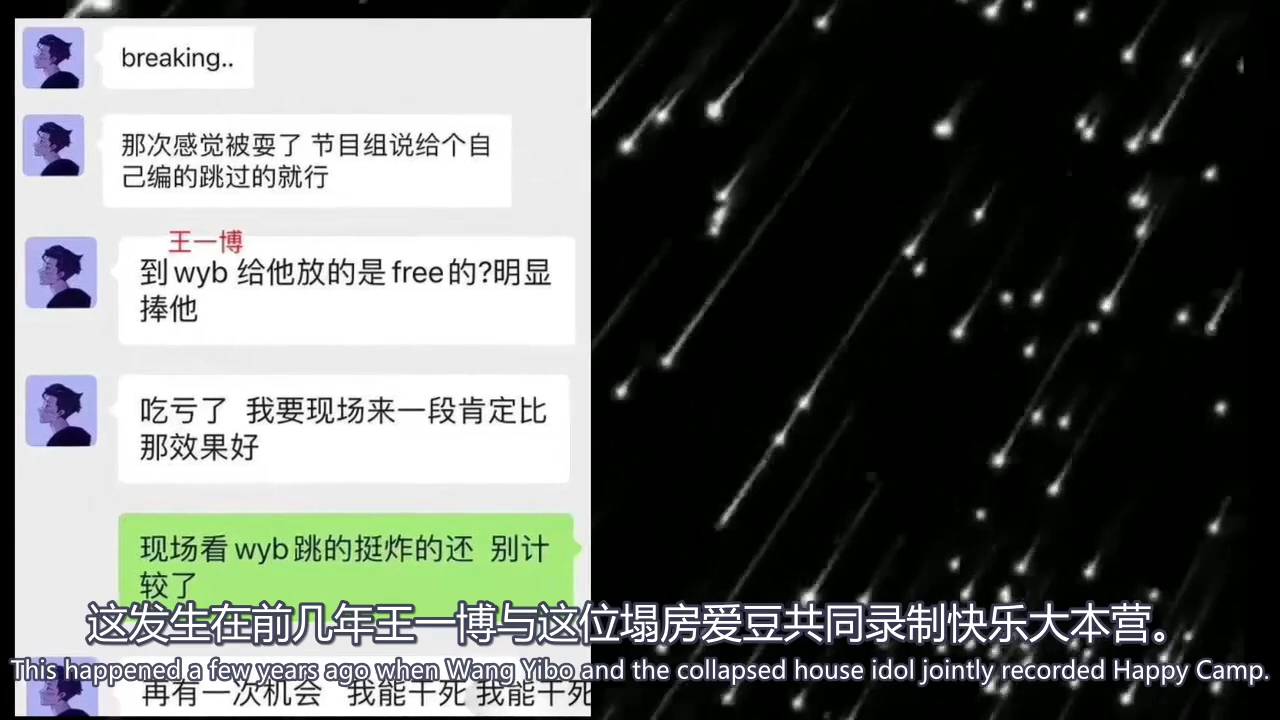 breaking..
那次感觉被耍了 节目组说给个自
己编的跳过的就行
王一博
到wyb 给他放的是free的?明显
捧他
吃亏了 我要现场来一段肯定比
那效果好
现场看wyb跳的挺炸的还 别计
较了
这发生在前几年王一博与这位塌房爱豆共同录制快乐大本营。
This happened a few years ago when Wang Yibo and the collapsed house idol jointly recorded Happy Camp.
再有一次机会 我能干死 我能干死